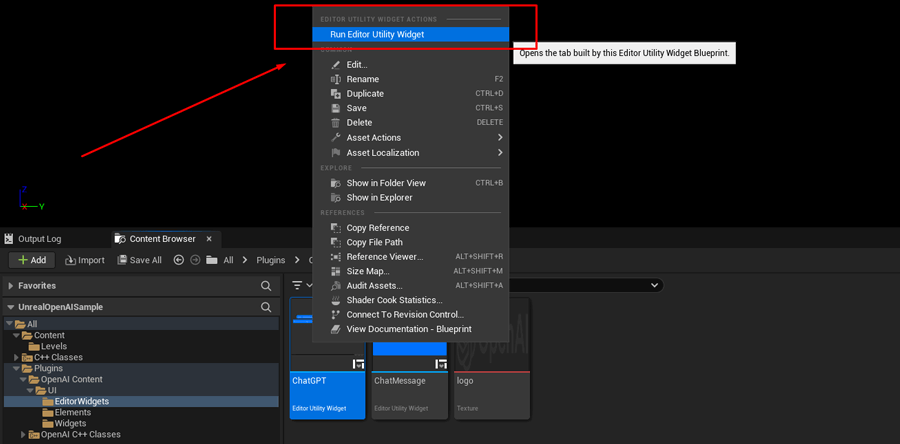 EDITOR UTILITY WIDGET ACTIONS
Run Editor Utility Widget
Opens the tab built by this Editor Utility Widget Blueprint.
COMMON
Edit...
Rename F2
Duplicate CTRL+D
Save CTRL+S
Delete DELETE
Asset Actions
Asset Localization
EXPLORE
Show in Folder View CTRL+B
Show in Explorer
REFERENCES
Copy Reference
Copy File Path
Reference Viewer... ALT+SHIFT+R
Size Map... ALT+SHIFT+M
Audit Assets... ALT+SHIFT+A
Shader Cook Statistics...
Connect To Revision Control...
View Documentation - Blueprint
Z
Y
Output Log
Content Browser
Add Import Save All All Plugins
Favorites
UnrealOpenAISample
All
Content
Levels
C++ Classes
Plugins
OpenAI Content
UI
EditorWidgets
Elements
Widgets
OpenAI C++ Classes
ChatGPT
Editor Utility Widget
ChatMessage
Editor Utility Widget
OpenAI
logo
Texture